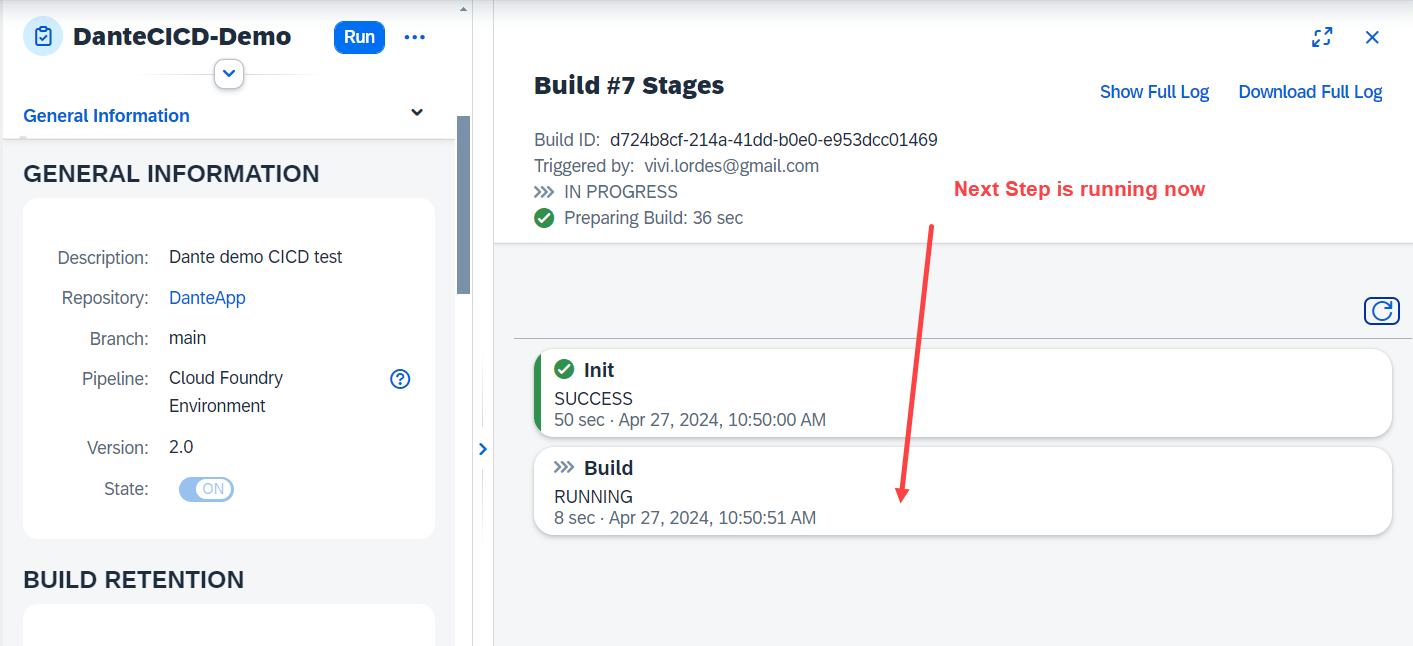 DanteCICD-Demo
Run
General Information
GENERAL INFORMATION
Description: Dante demo CICD test
Repository: DanteApp
Branch: main
Pipeline: Cloud Foundry
Environment
Version: 2.0
State: ON
BUILD RETENTION
Build #7 Stages
Show Full Log
Download Full Log
Build ID: d724b8cf-214a-41dd-b0e0-e953dcc01469
Triggered by: vivi.lordes@gmail.com
IN PROGRESS
Preparing Build: 36 sec
Next Step is running now
Init
SUCCESS
50 sec · Apr 27, 2024, 10:50:00 AM
Build
RUNNING
8 sec · Apr 27, 2024, 10:50:51 AM